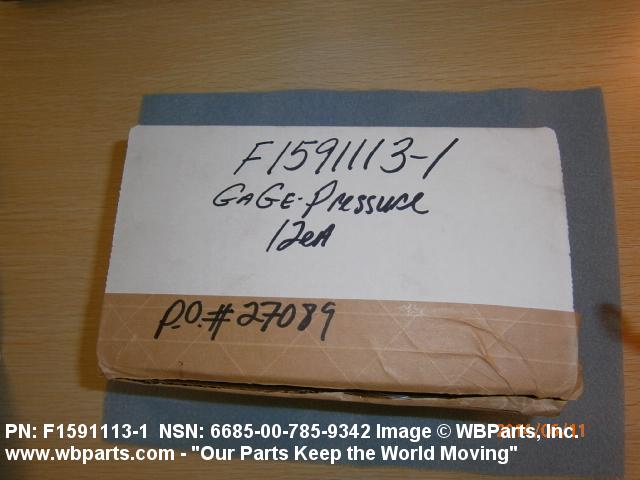 F1591113-1
GAGE-Pressure
12eA
P.O.#27089
PN: F1591113-1 NSN: 6685-00-785-9342 Image © WBParts, Inc.
www.wbparts.com - "Our Parts Keep the World Moving"